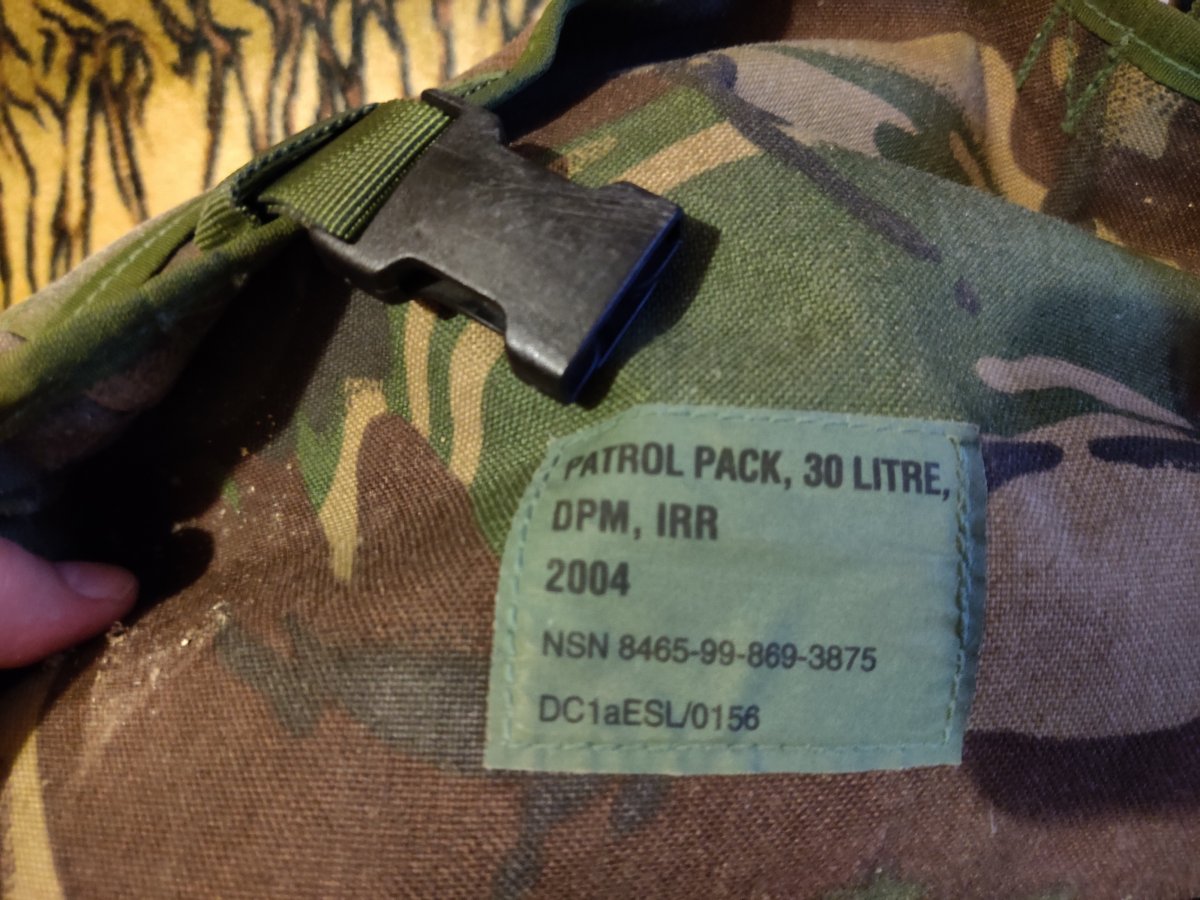 PATROL PACK, 30 LITRE,
DPM, IRR
2004
NSN 8465-99-869-3875
DC1aESL/0156